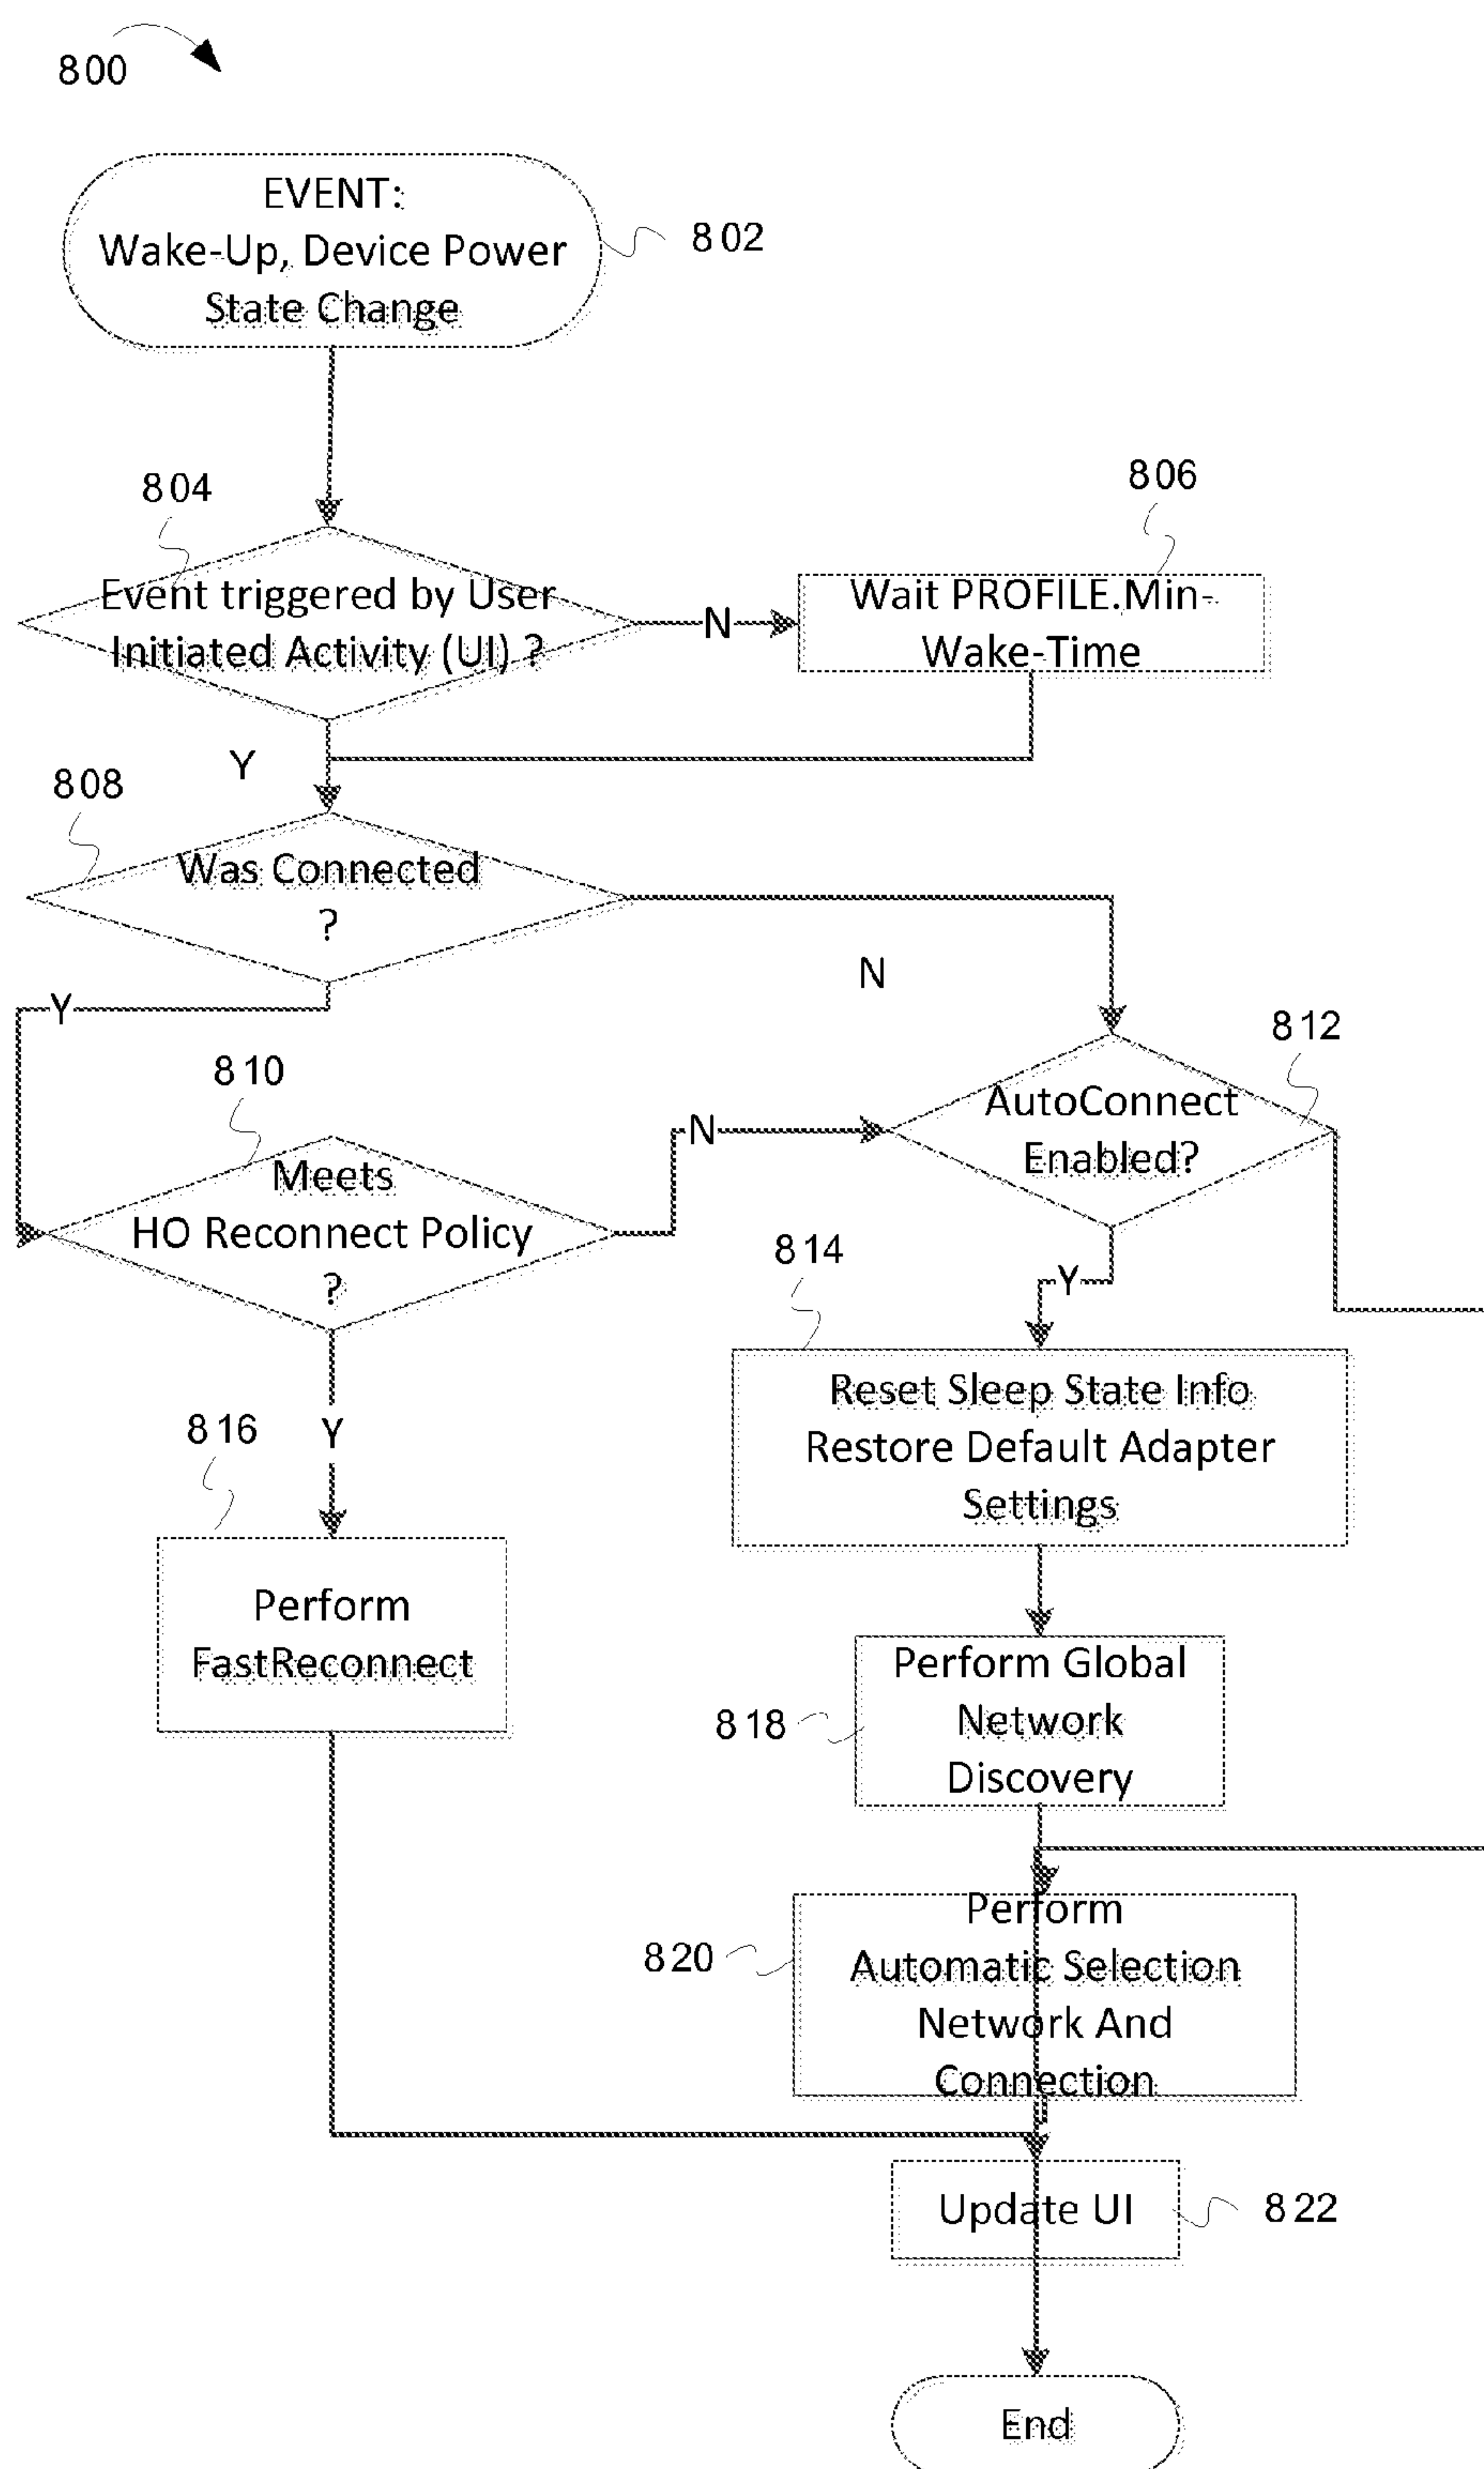 800
EVENT:
Wake-Up, Device Power
State Change
802
804
Event triggered by User
Initiated Activity (UI) ?
N
806
Wait PROFILE.Min-
Wake-Time
Y
808
Was Connected
?
N
Y
810
Meets
HO Reconnect Policy
?
N
812
AutoConnect
Enabled?
Y
814
Reset Sleep State Info
Restore Default Adapter
Settings
Y
816
Perform
FastReconnect
818
Perform Global
Network
Discovery
820
Perform
Automatic Selection
Network And
Connection
Update UI
822
End